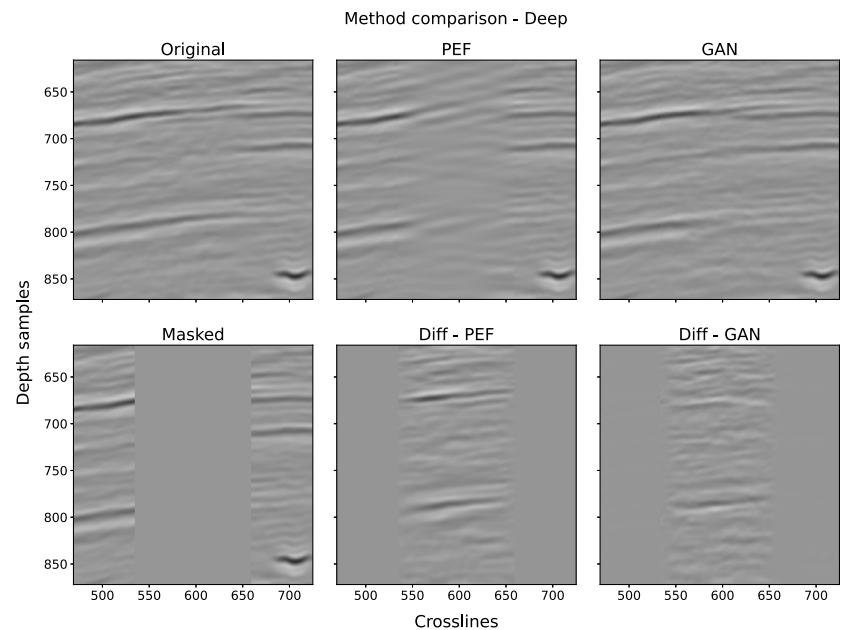 Method comparison - Deep
Original
PEF
GAN
650
700
750
800
850
Masked
Diff - PEF
Diff - GAN
650
700
750
800
850
500 550 600 650 700
500 550 600 650 700
500 550 600 650 700
Depth samples
Crosslines